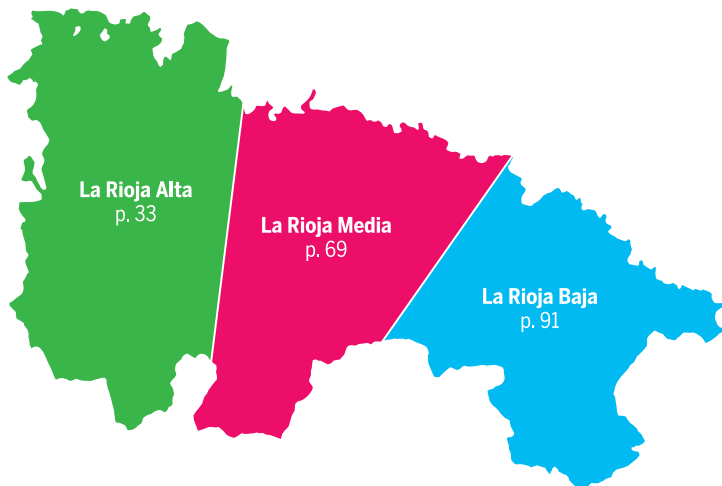 La Rioja Alta
p. 33
La Rioja Media
p. 69
La Rioja Baja
p. 91